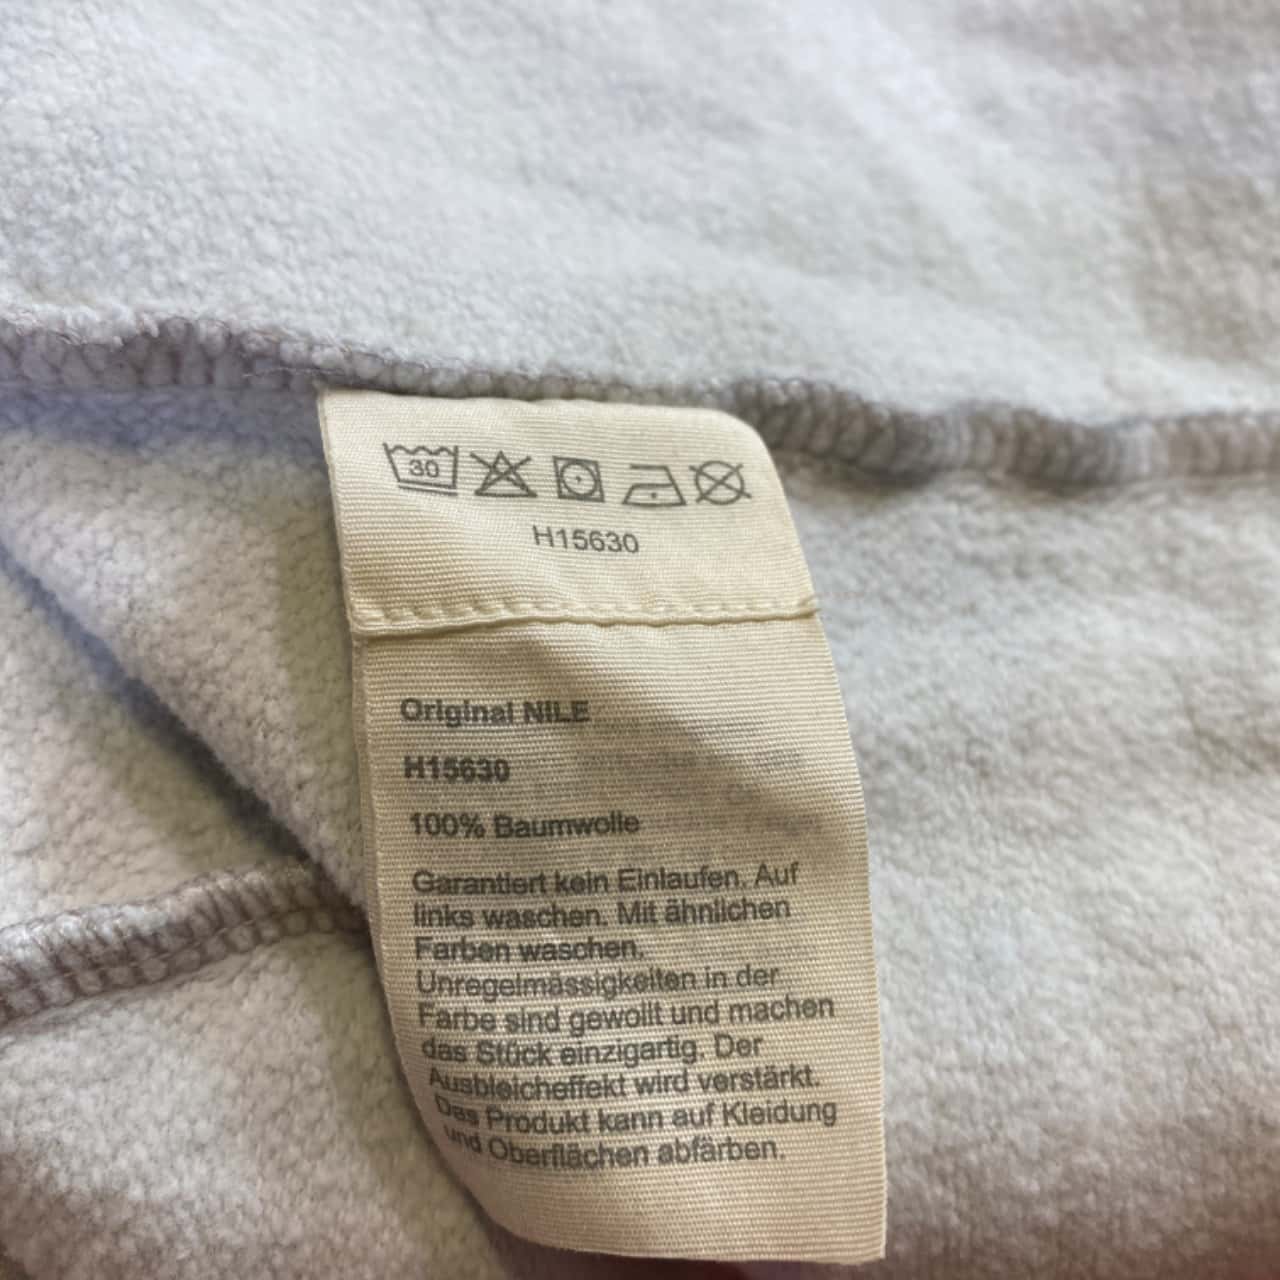 30
H15630
Original NILE
H15630
100% Baumwolle
Garantiert kein Einlaufen. Auf
links waschen. Mit ähnlichen
Farben waschen.
Unregelmässigkeiten in der
Farbe sind gewollt und machen
das Stück einzigartig. Der
Ausbleicheffekt wird verstärkt.
Das Produkt kann auf Kleidung
und Oberflächen abfärben.